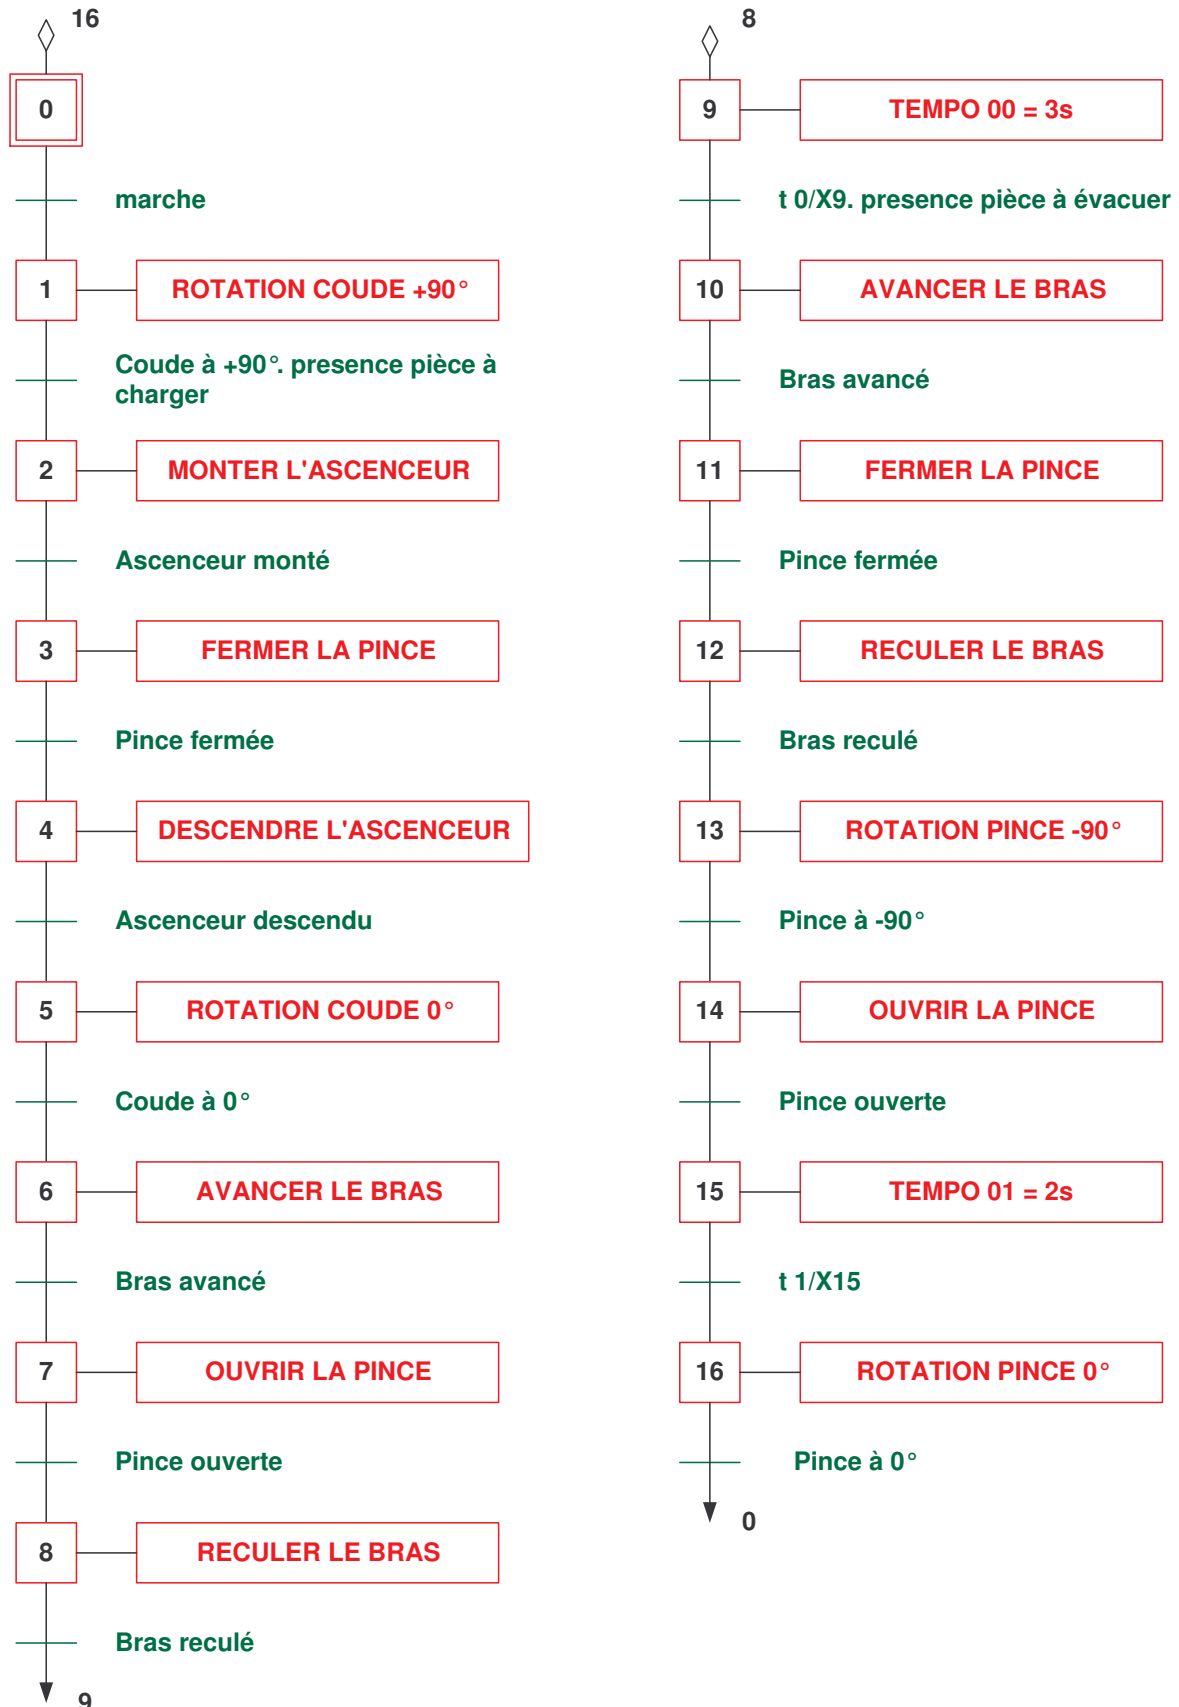 16
0
marche
1
ROTATION COUDE +90°
Coude à +90°. presence pièce à
charger
2
MONTER L'ASCENCEUR
Ascenceur monté
3
FERMER LA PINCE
Pince fermée
4
DESCENDRE L'ASCENCEUR
Ascenceur descendu
5
ROTATION COUDE 0°
Coude à 0°
6
AVANCER LE BRAS
Bras avancé
7
OUVRIR LA PINCE
Pince ouverte
8
RECULER LE BRAS
Bras reculé
9
8
9
TEMPO 00 = 3s
t 0/X9. presence pièce à évacuer
10
AVANCER LE BRAS
Bras avancé
11
FERMER LA PINCE
Pince fermée
12
RECULER LE BRAS
Bras reculé
13
ROTATION PINCE -90°
Pince à -90°
14
OUVRIR LA PINCE
Pince ouverte
15
TEMPO 01 = 2s
t 1/X15
16
ROTATION PINCE 0°
Pince à 0°
0